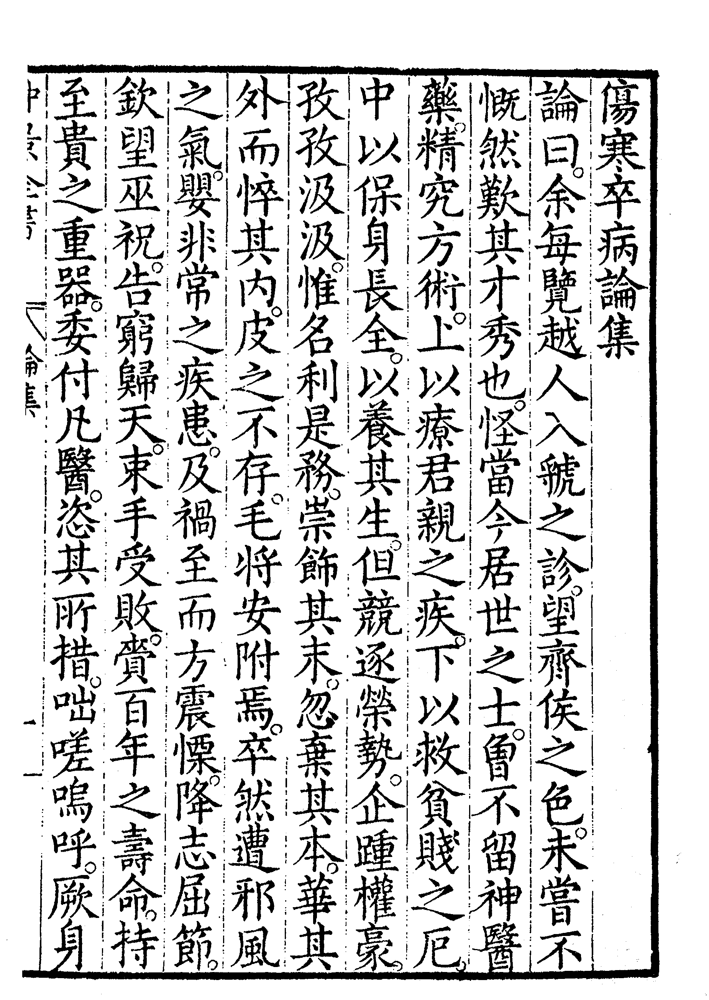 傷寒卒病論集
論曰。余每覽越人入虢之診。望齊侯之色。未嘗不
慨然歎其才秀也。怪當今居世之士。曾不留神醫
藥。精究方術。上以療君親之疾。下以救貧賤之厄。
中以保身長全。以養其生。但競逐榮勢。企踵權豪。
孜孜汲汲。惟名利是務。崇飾其末。忽棄其本。華其
外而悴其内。皮之不存。毛将安附焉。卒然遭邪風
之氣。嬰非常之疾。患及禍至而方震慄。降志屈節。
欽望巫祝。告窮歸天。束手受敗。賷百年之壽命。持
至貴之重器。委付凡醫。恣其所措。咄嗟嗚呼。厥身
論集